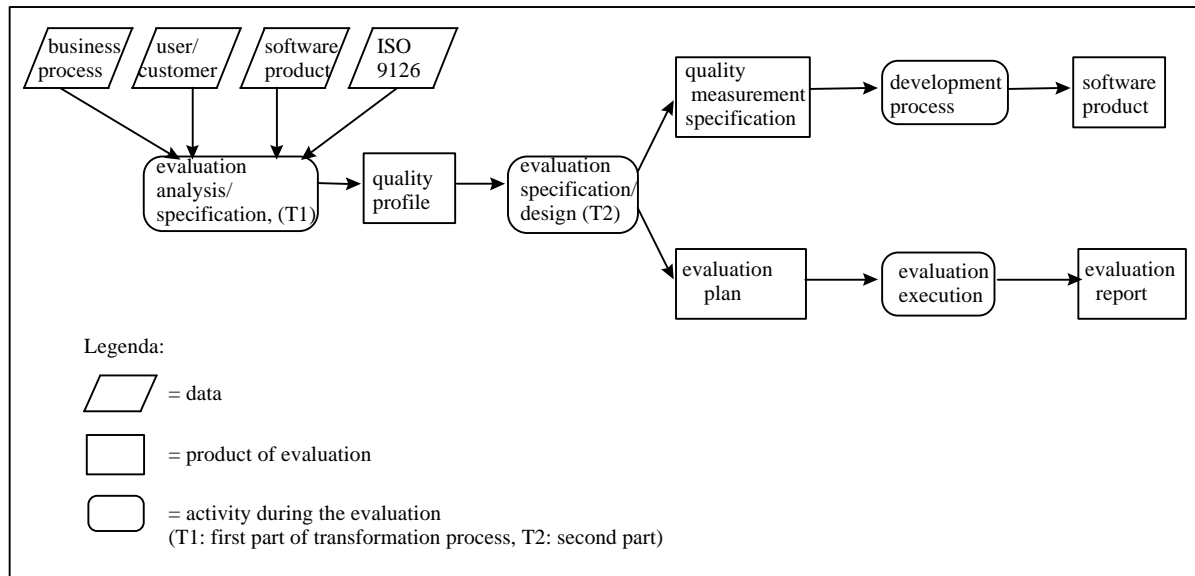 business
process
user/
customer
software
product
ISO
9126
evaluation
analysis/
specification, (T1)
quality
profile
evaluation
specification/
design (T2)
quality
measurement
specification
development
process
software
product
evaluation
plan
evaluation
execution
evaluation
report
Legenda:
= data
= product of evaluation
= activity during the evaluation
(T1: first part of transformation process, T2: second part)